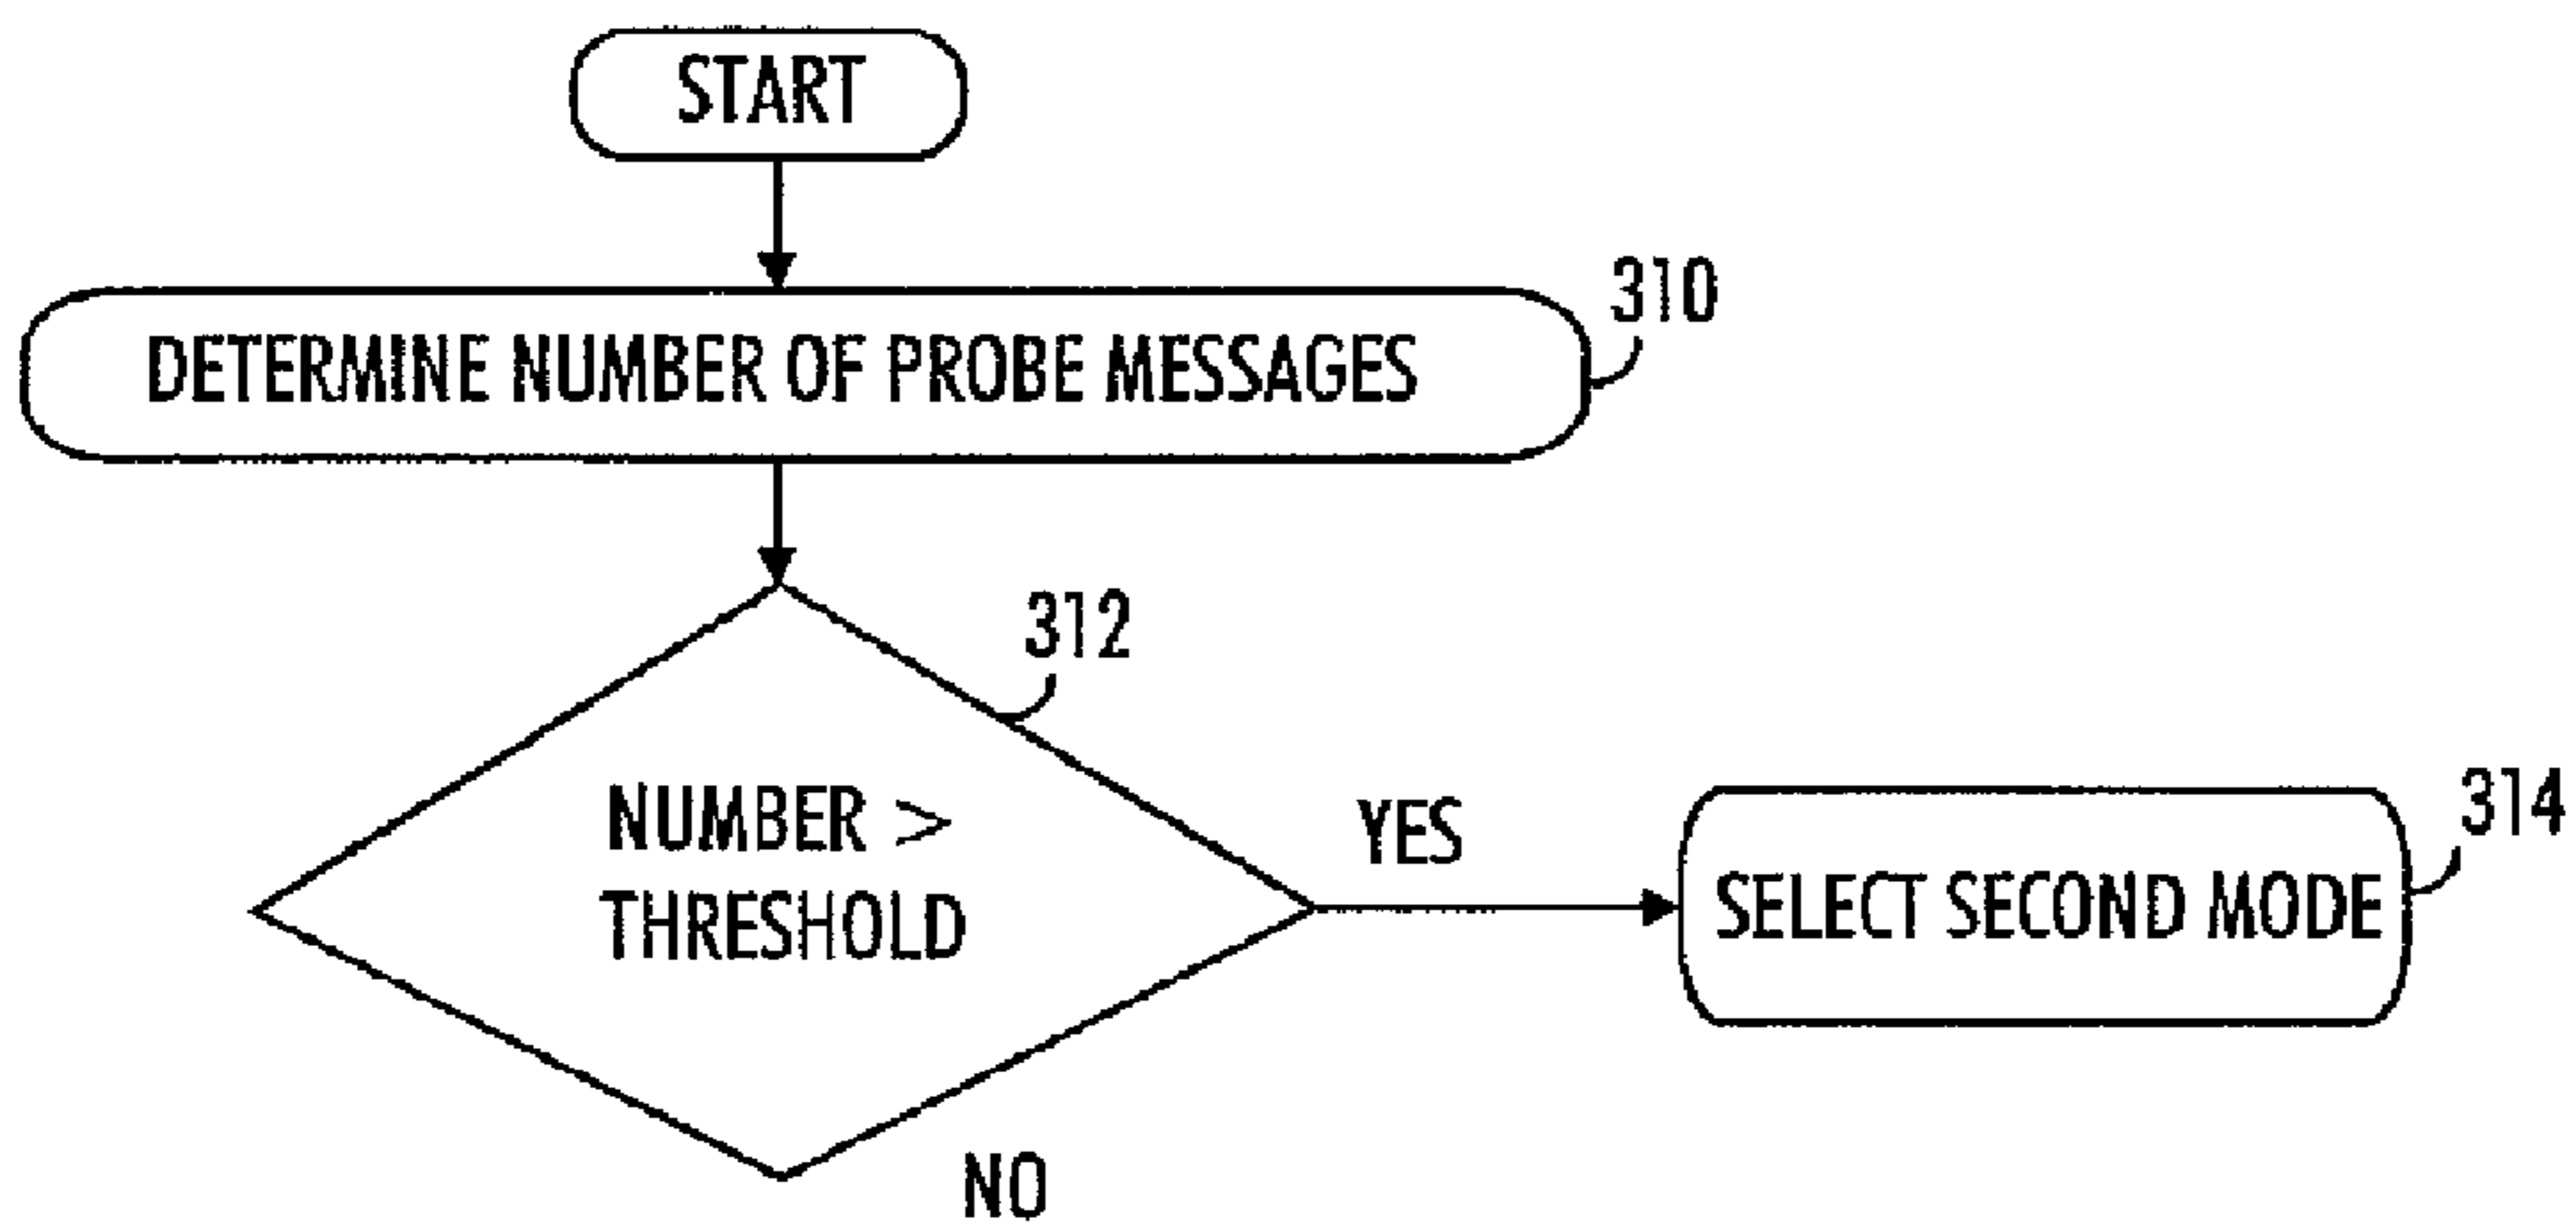 START
DETERMINE NUMBER OF PROBE MESSAGES
310
312
NUMBER >
THRESHOLD
YES
SELECT SECOND MODE
314
NO